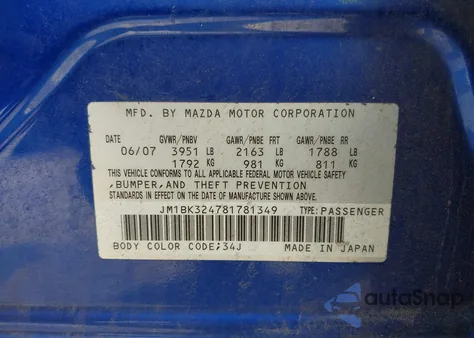 MFD. BY MAZDA MOTOR CORPORATION
DATE GVWR/PNBV GAWR/PNBE FRT GAWR/PNBE RR
06/07 3951 LB 2163 LB 1788 LB
1792 KG 981 KG 811 KG
THIS VEHICLE CONFORMS TO ALL APPLICABLE FEDERAL MOTOR VEHICLE SAFETY
,BUMPER,AND THEFT PREVENTION
STANDARDS IN EFFECT ON THE DATE OF MANUFACTURE SHOWN ABOVE.
JM1BK324781781349 TYPE:PASSENGER
BODY COLOR CODE;34J MADE IN JAPAN
autoSnap